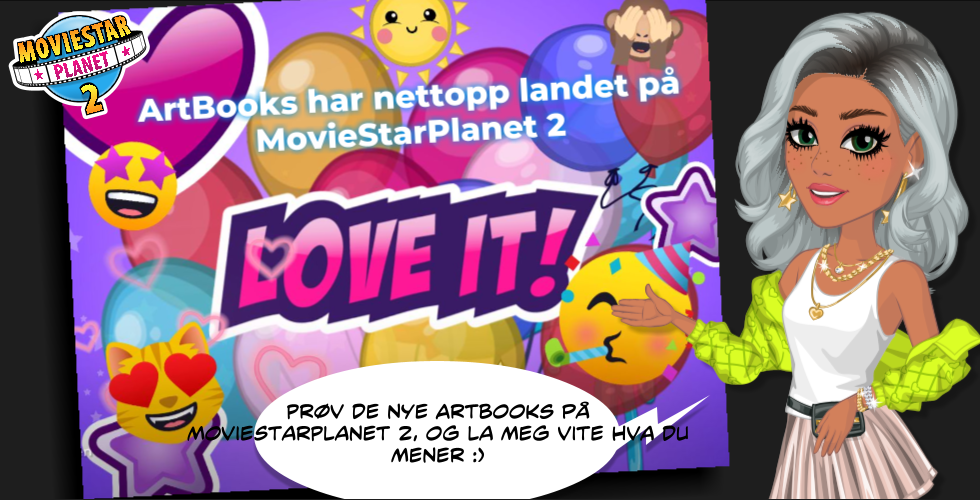 MOVIESTAR
PLANET
2
ArtBooks har nettopp landet på
MovieStarPlanet 2
LOVE IT!
PRØV DE NYE ARTBOOKS PÅ
MOVIESTARPLANET 2, OG LA MEG VITE HVA DU
MENER :)